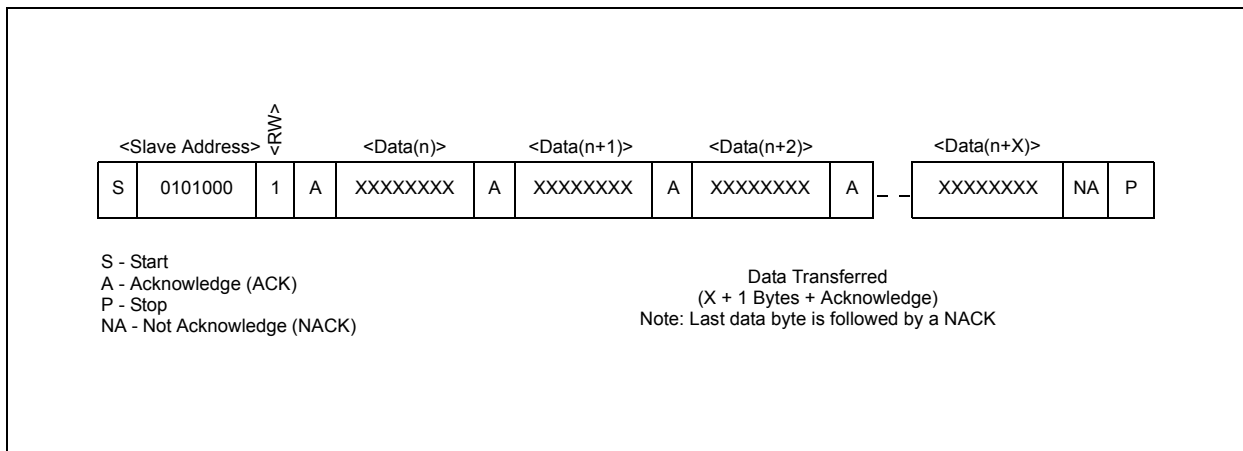 <RW>
<Slave Address> <Data(n)> <Data(n+1)> <Data(n+2)> <Data(n+X)>
S 0101000 1 A XXXXXXXX A XXXXXXXX A XXXXXXXX A XXXXXXXX NA P
S - Start
A - Acknowledge (ACK)
P - Stop
NA - Not Acknowledge (NACK)
Data Transferred
(X + 1 Bytes + Acknowledge)
Note: Last data byte is followed by a NACK